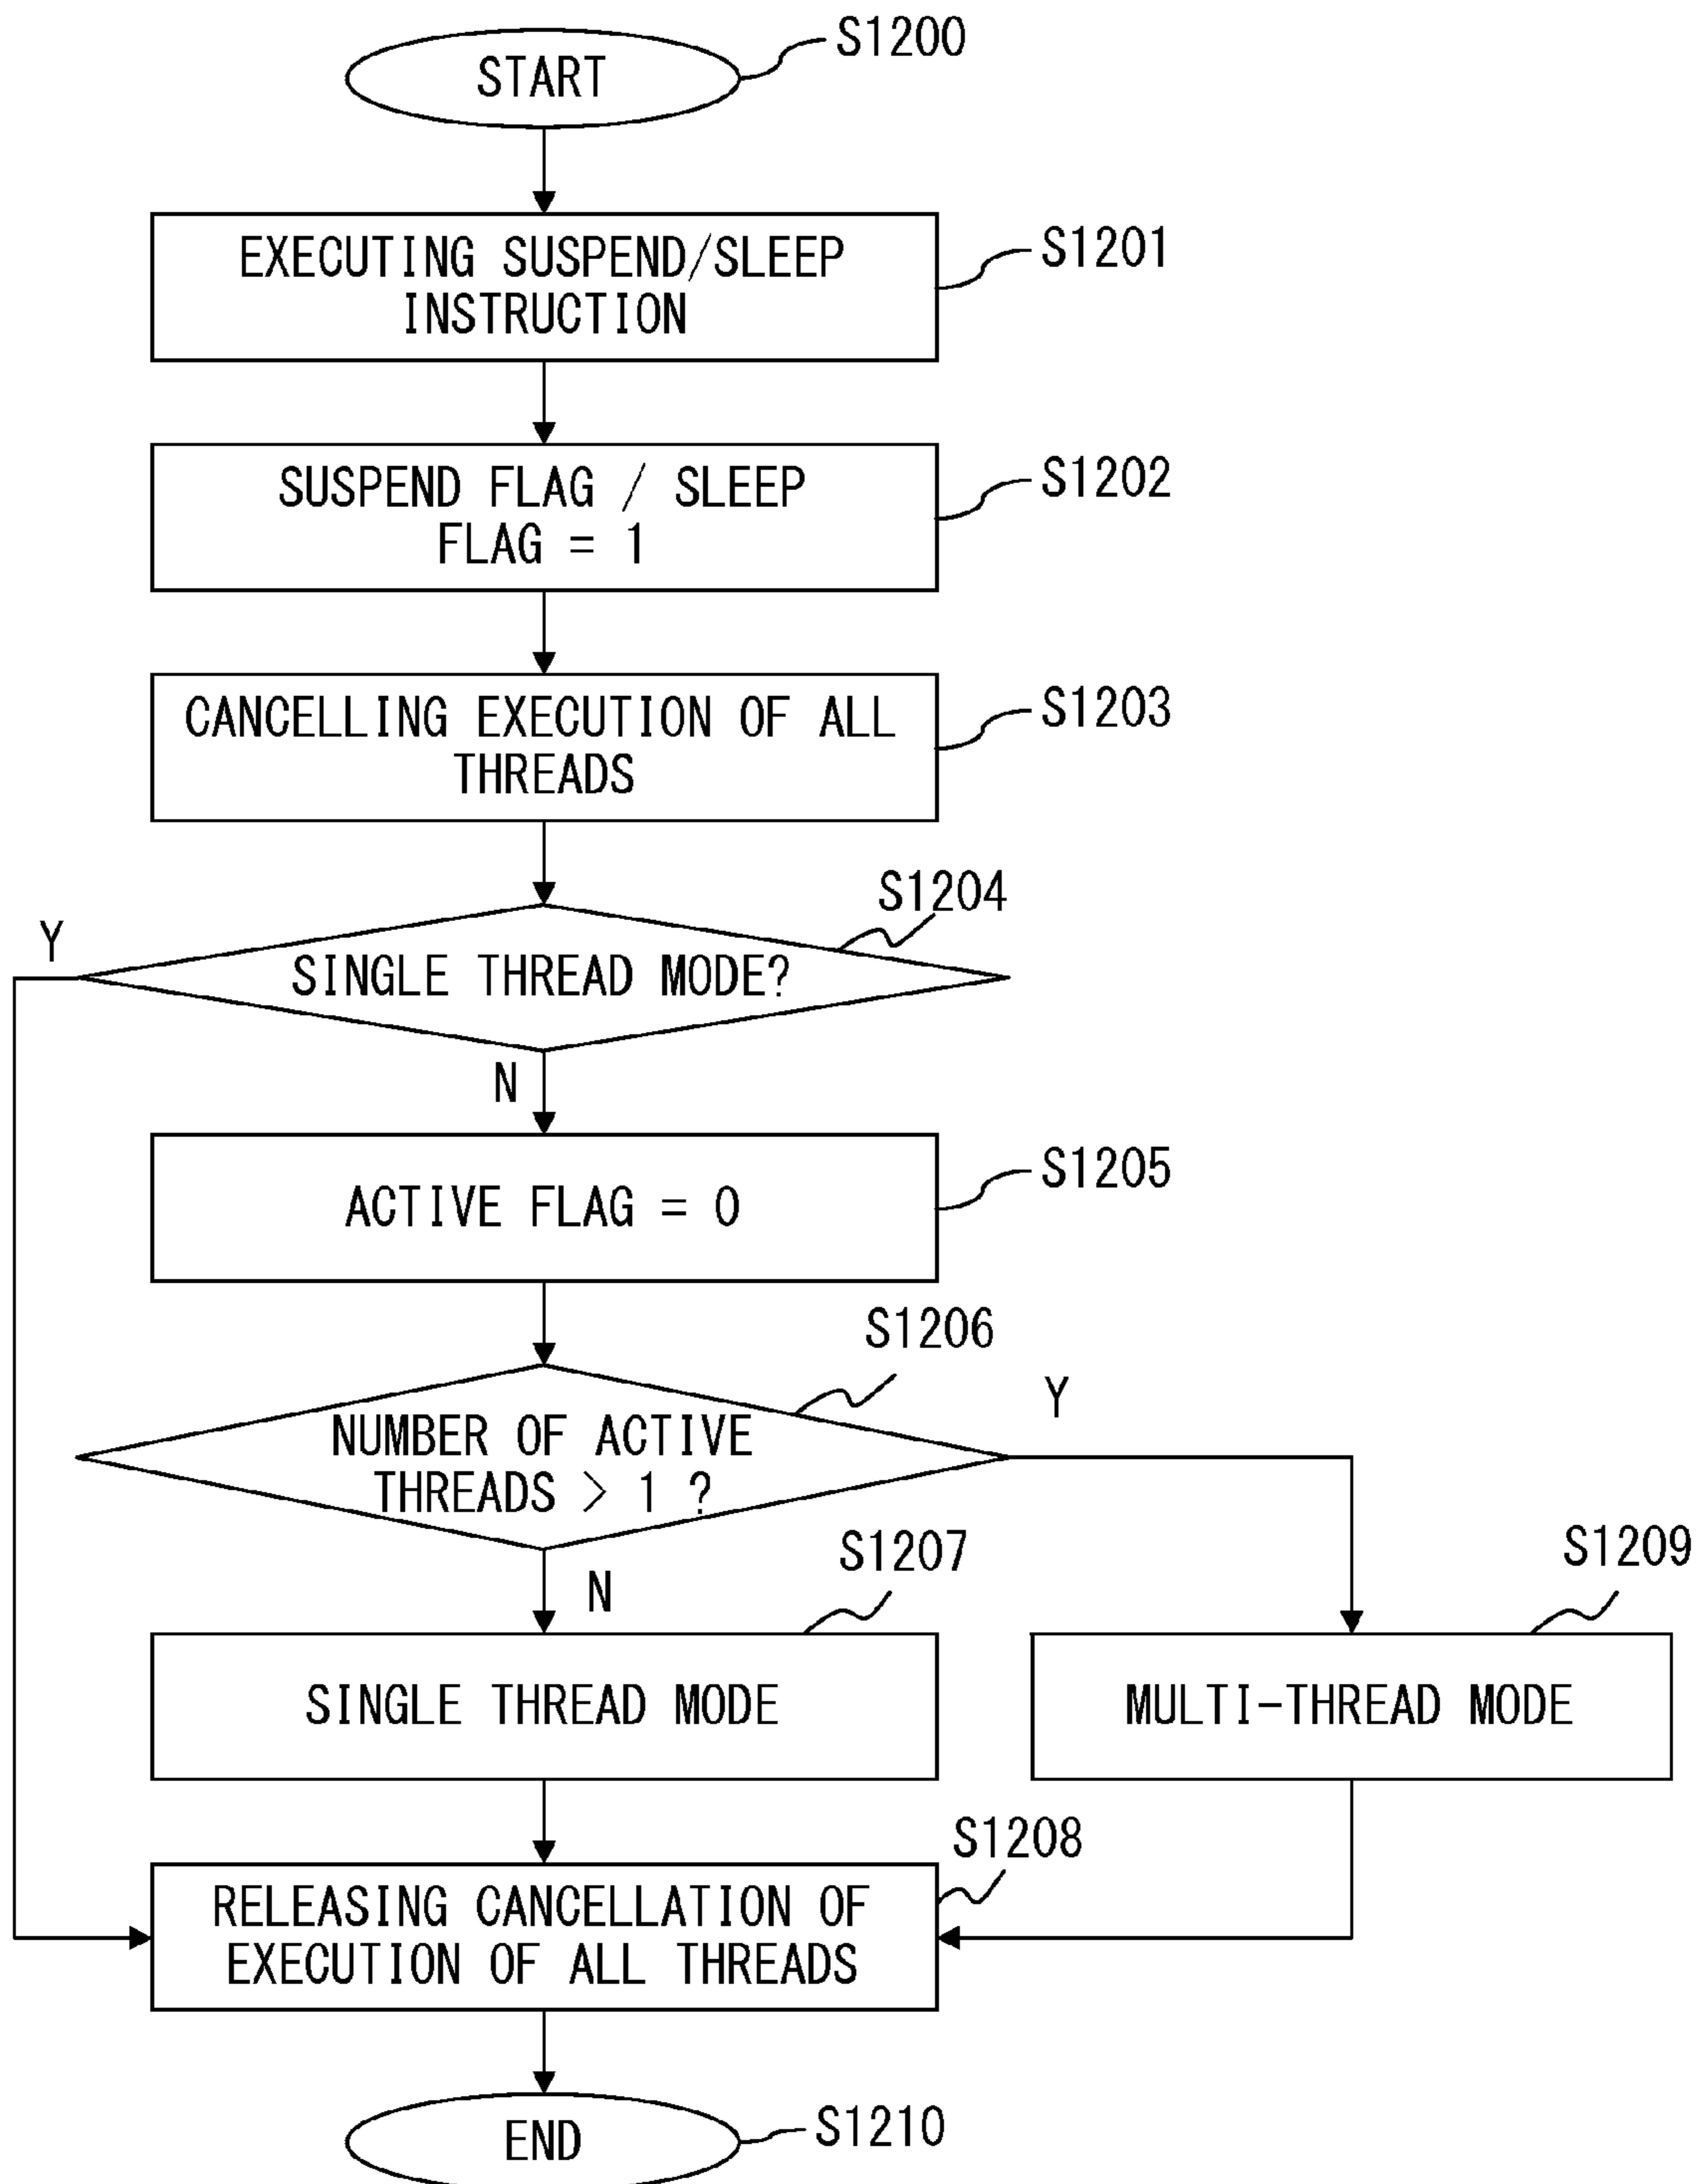 START
S1200
EXECUTING SUSPEND/SLEEP
INSTRUCTION
S1201
SUSPEND FLAG / SLEEP
FLAG = 1
S1202
CANCELLING EXECUTION OF ALL
THREADS
S1203
S1204
Y
SINGLE THREAD MODE?
N
ACTIVE FLAG = 0
S1205
S1206
Y
NUMBER OF ACTIVE
THREADS > 1 ?
N
S1207
S1209
SINGLE THREAD MODE
MULTI-THREAD MODE
S1208
RELEASING CANCELLATION OF
EXECUTION OF ALL THREADS
END
S1210